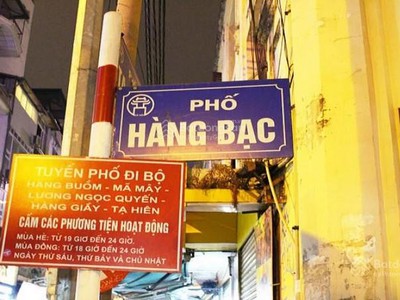 PHỐ
HÀNG BẠC
TUYẾN PHỐ ĐI BỘ
HÀNG BUỒM - MÃ MÂY -
LƯƠNG NGỌC QUYẾN -
HÀNG GIẦY - TẠ HIỆN
CẤM CÁC PHƯƠNG TIỆN HOẠT ĐỘNG
MÙA HÈ: TỪ 19 GIỜ ĐẾN 24 GIỜ.
MÙA ĐÔNG: TỪ 18 GIỜ ĐẾN 24 GIỜ
NGÀY THỨ SÁU, THỨ BẢY VÀ CHỦ NHẬT